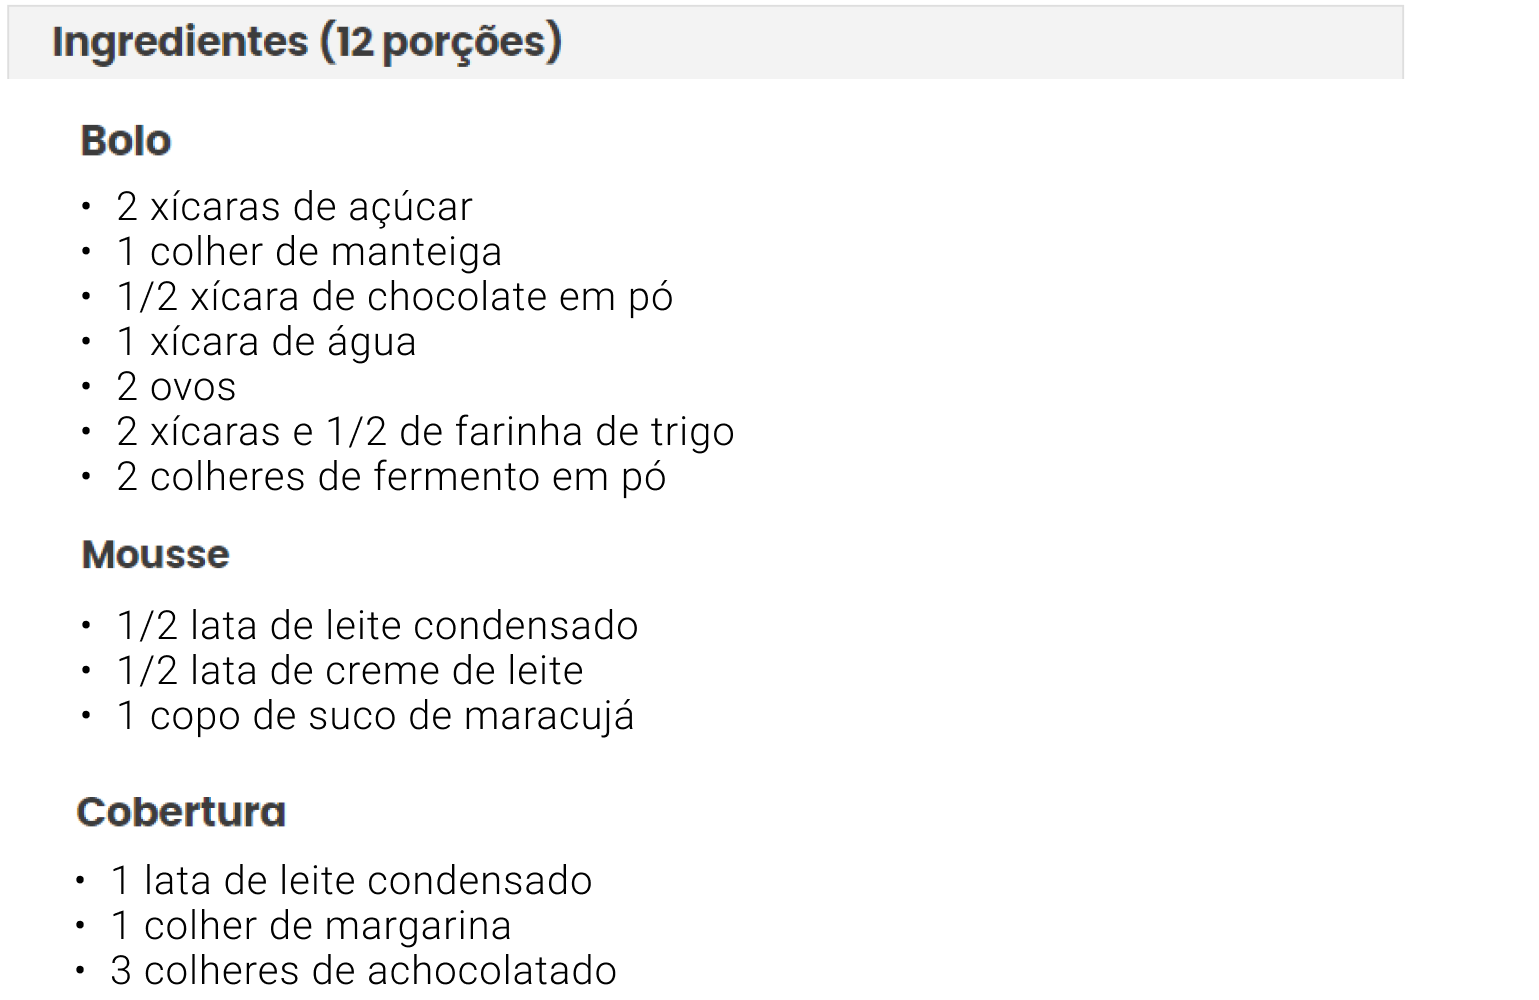 Ingredientes (12 porções)
Bolo
• 2 xícaras de açúcar
• 1 colher de manteiga
• 1/2 xícara de chocolate em pó
• 1 xícara de água
• 2 ovos
• 2 xícaras e 1/2 de farinha de trigo
• 2 colheres de fermento em pó
Mousse
• 1/2 lata de leite condensado
• 1/2 lata de creme de leite
• 1 copo de suco de maracujá
Cobertura
• 1 lata de leite condensado
• 1 colher de margarina
• 3 colheres de achocolatado